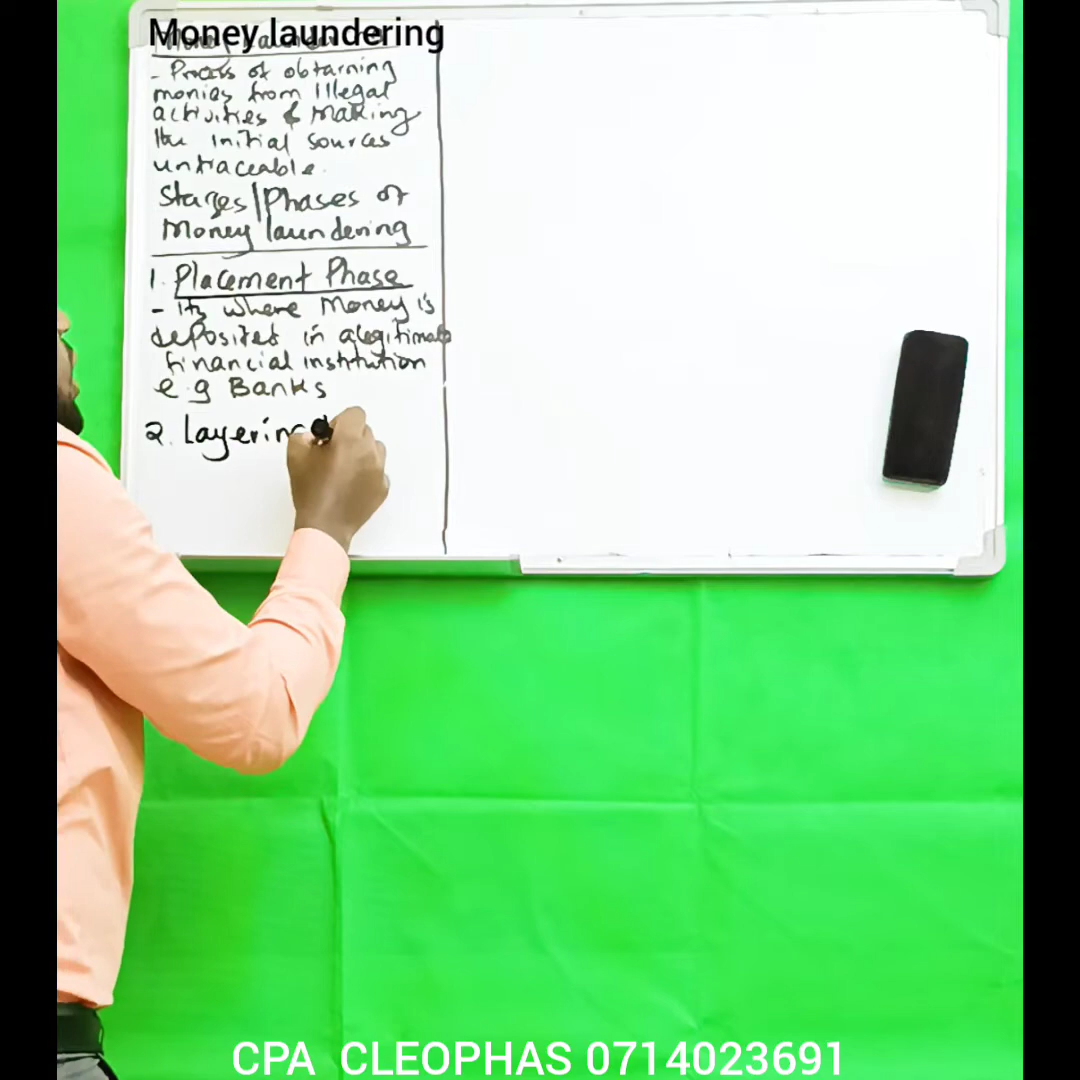 Money laundering
- Process of obtaining
monies from Illegal
activities & Making
the initial sources
untraceable.
Stages/Phases of
Money laundering
1. Placement Phase
- Its where Money is
deposited in a legitimate
financial institution
e.g Banks
2. Layering
CPA CLEOPHAS 0714023691